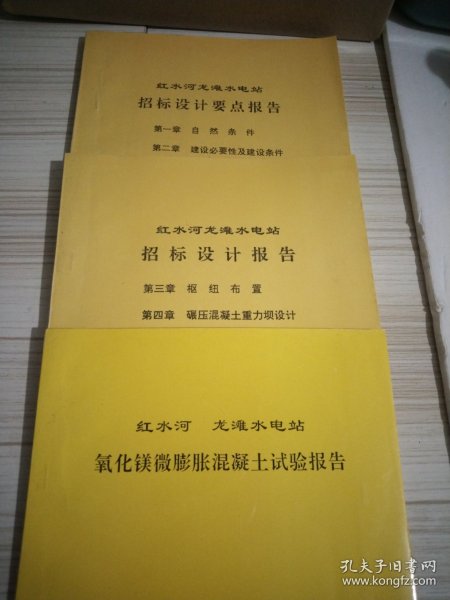 红水河龙滩水电站
招标设计要点报告
第一章 自然条件
第二章 建设必要性及建设条件
红水河龙滩水电站
招标设计报告
第三章 枢纽布置
第四章 碾压混凝土重力坝设计
红水河 龙滩水电站
氧化镁微膨胀混凝土试验报告
孔夫子旧书网
www.kongfz.com